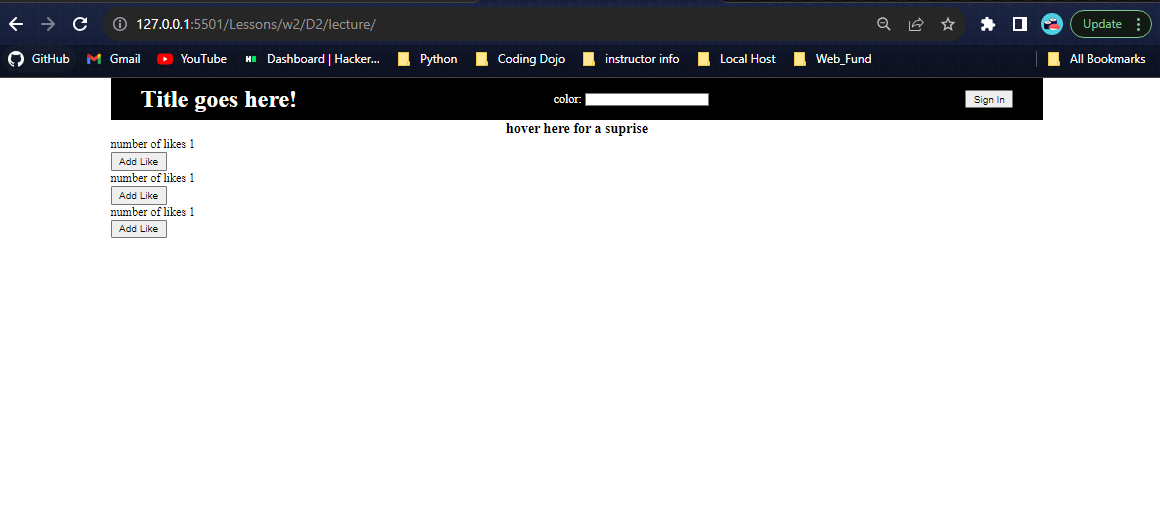 127.0.0.1:5501/Lessons/w2/D2/lecture/
Update
GitHub Gmail YouTube Dashboard | Hacker... Python Coding Dojo instructor info Local Host Web_Fund All Bookmarks
Title goes here! color: Sign In
hover here for a suprise
number of likes 1
Add Like
number of likes 1
Add Like
number of likes 1
Add Like